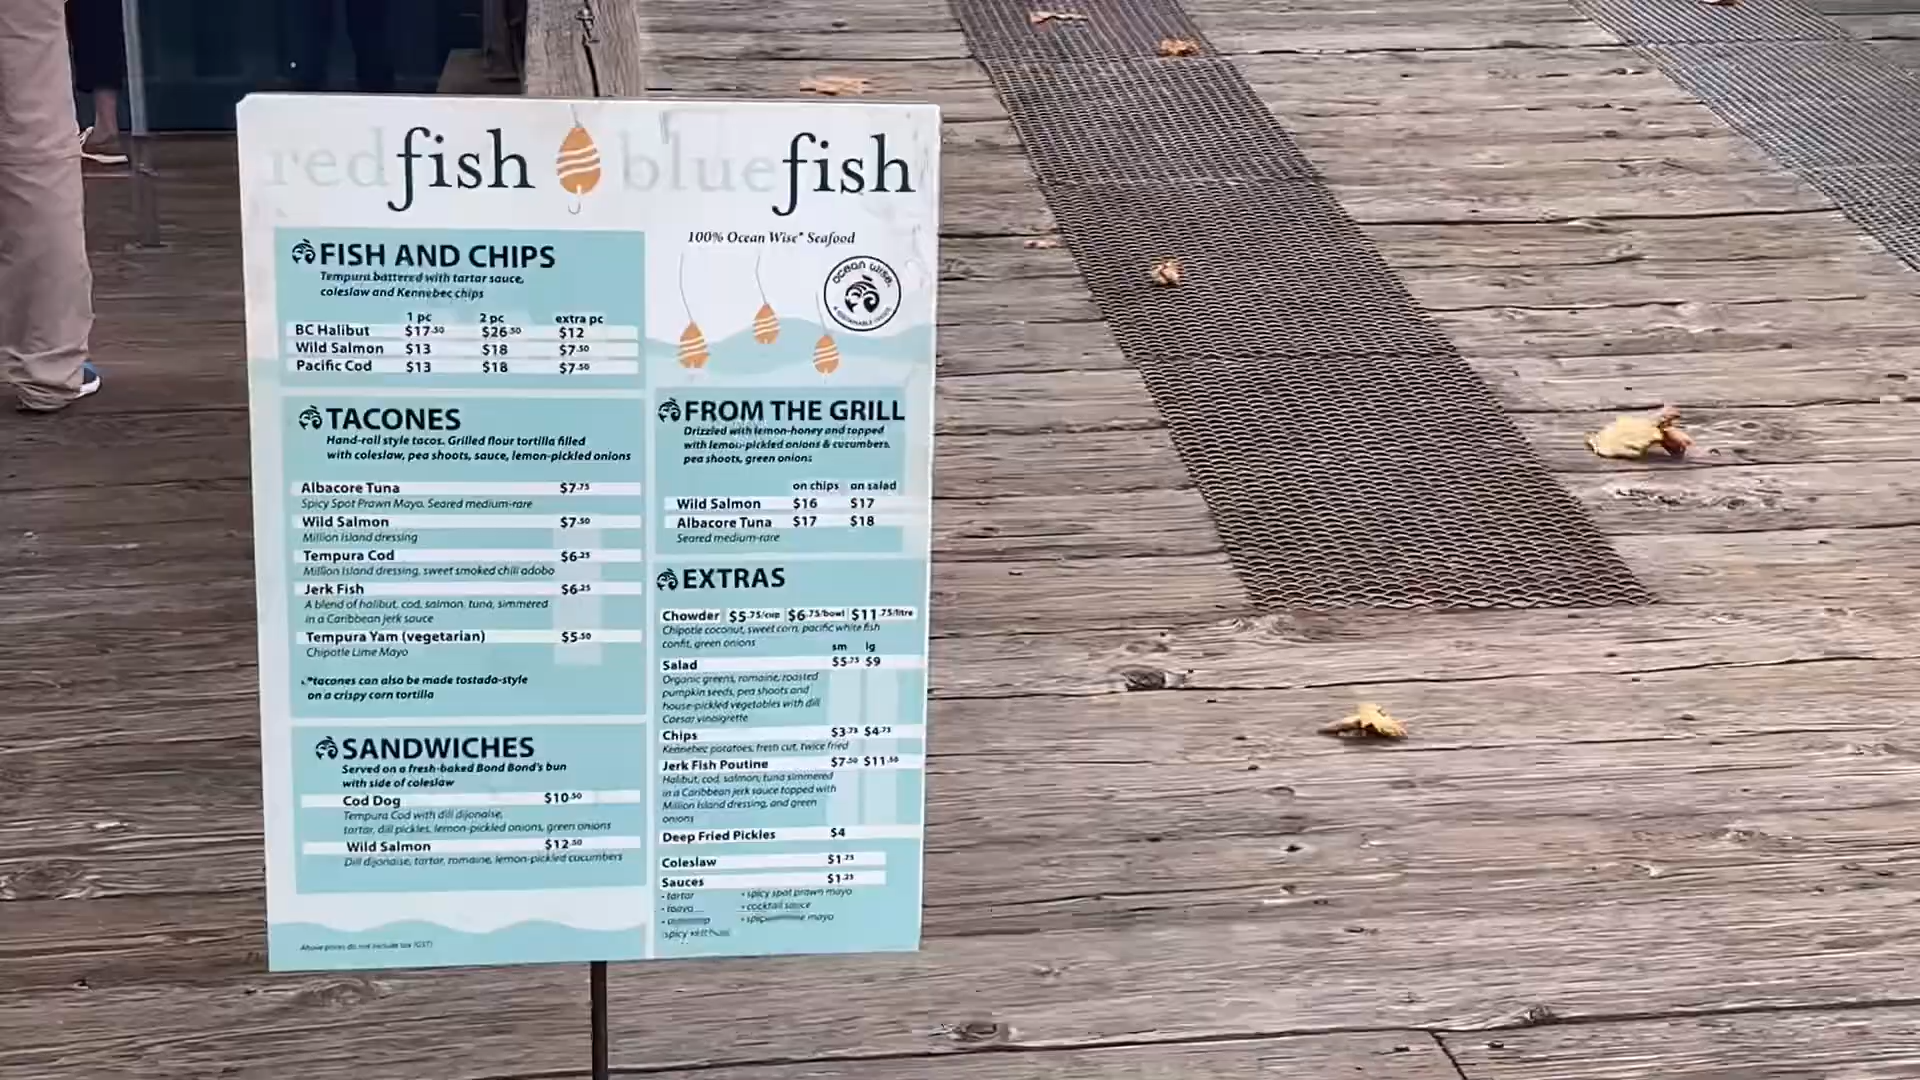 redfish bluefish
FISH AND CHIPS
Tempura battered with tartar sauce,
coleslaw and Kennebec chips
1 pc 2 pc extra pc
BC Halibut $17.50 $26.50 $12
Wild Salmon $13 $18 $7.50
Pacific Cod $13 $18 $7.50
TACONES
Hand-roll style tacos. Grilled flour tortilla filled
with coleslaw, pea shoots, sauce, lemon-pickled onions
Albacore Tuna $7.75
Spicy Spot Prawn Mayo. Seared medium-rare
Wild Salmon $7.50
Million Island dressing
Tempura Cod $6.25
Million Island dressing, sweet smoked chili adobo
Jerk Fish $6.25
A blend of halibut, cod, salmon, tuna, simmered
in a Caribbean jerk sauce
Tempura Yam (vegetarian) $5.50
Chipotle Lime Mayo
*tacones can also be made tostada-style
on a crispy corn tortilla
SANDWICHES
Served on a fresh-baked Bond Bond's bun
with side of coleslaw
Cod Dog $10.50
Tempura Cod with dill dijonaise,
tartar, dill pickles, lemon-pickled onions, green onions
Wild Salmon $12.50
Dill dijonaise, tartar, romaine, lemon-pickled cucumbers
Above prices do not include tax (GST)
100% Ocean Wise* Seafood
OCEAN WISE.
FROM THE GRILL
Drizzled with lemon-honey and topped
with lemon-pickled onions & cucumbers,
pea shoots, green onions
on chips on salad
Wild Salmon $16 $17
Albacore Tuna $17 $18
Seared medium-rare
EXTRAS
Chowder $5.75/cup $6.75/bowl $11.75/litre
Chipotle coconut, sweet corn, pacific white fish
confit, green onions
sm lg
Salad $5.75 $9
Organic greens, romaine, roasted
pumpkin seeds, pea shoots and
house-pickled vegetables with dill
Caesar vinaigrette
Chips $3.75 $4.75
Kennebec potatoes, fresh cut, twice fried
Jerk Fish Poutine $7.50 $11.50
Halibut, cod, salmon, tuna simmered
in a Caribbean jerk sauce topped with
Million Island dressing, and green
onions
Deep Fried Pickles $4
Coleslaw $1.75
Sauces $1.25
• tartar • spicy spot prawn mayo
• cocktail sauce
mayo
spicy ketchup